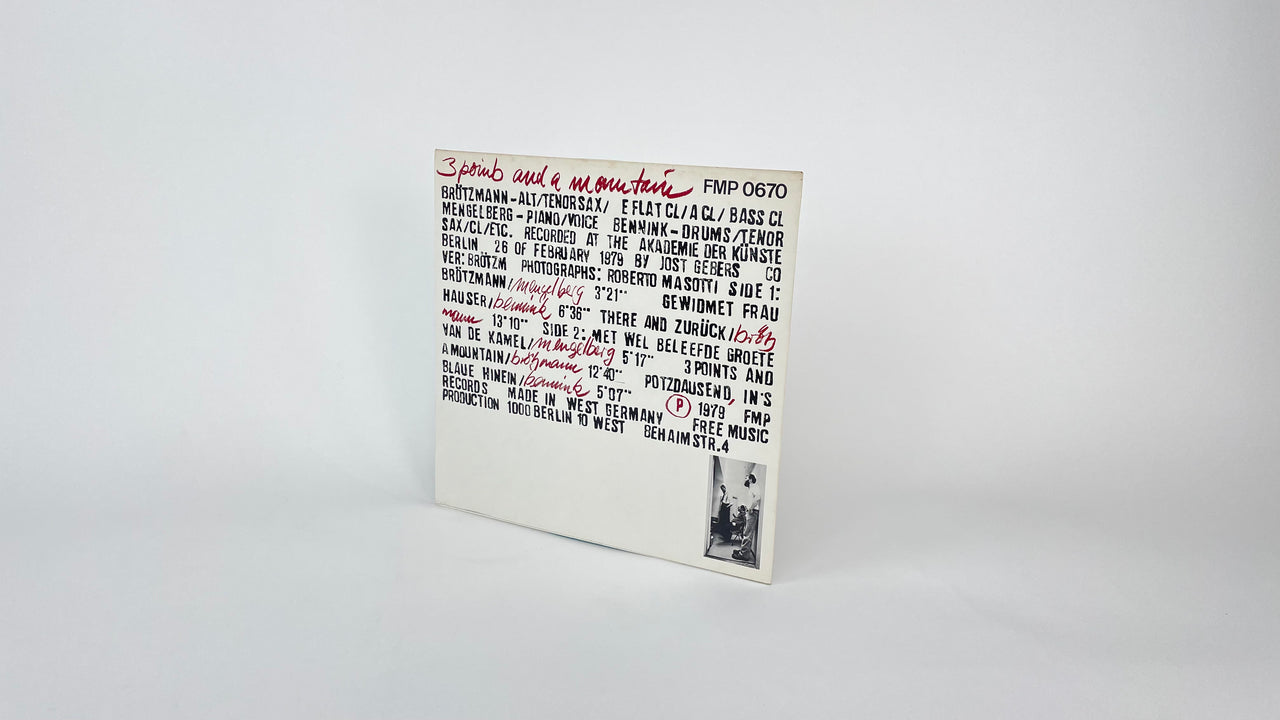 3 points and a mountain FMP 0670
BRÖTZMANN-ALT/TENORSAX/ E FLAT CL/A CL/ BASS CL
MENGELBERG-PIANO/VOICE BENNINK-DRUMS/TENOR
SAX/CL/ETC. RECORDED AT THE AKADEMIE DER KÜNSTE
BERLIN 26 OF FEBRUARY 1979 BY JOST GEBERS CO
VER: BRÖTZM PHOTOGRAPHS: ROBERTO MASOTTI SIDE 1:
BRÖTZMANN/mengelberg 3"21"" GEWIDMET FRAU
HAUSER/bennink 6"36"" THERE AND ZURÜCK/brötz
mann 13"10"" SIDE 2: MET WEL BELEEFDE GROETE
VAN DE KAMEL/mengelberg 5"17"" 3 POINTS AND
A MOUNTAIN/brötzmann 12"40"" POTZDAUSEND, IN'S
BLAUE HINEIN/bennink 5"07"" P 1979 FMP
RECORDS MADE IN WEST GERMANY FREE MUSIC
PRODUCTION 1000 BERLIN 10 WEST BEHAIMSTR.4